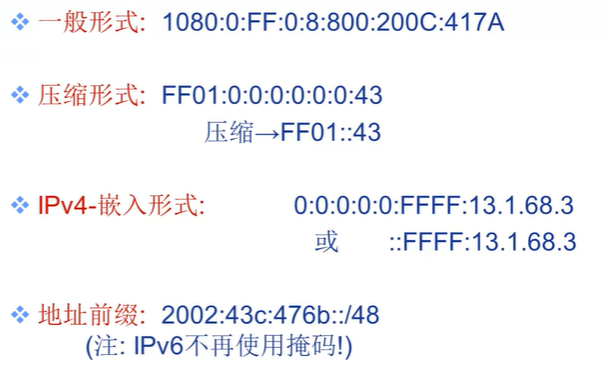 ❖ 一般形式: 1080:0:FF:0:8:800:200C:417A
❖ 压缩形式: FF01:0:0:0:0:0:0:43
压缩→FF01::43
❖ IPv4-嵌入形式: 0:0:0:0:0:FFFF:13.1.68.3
或 ::FFFF:13.1.68.3
❖ 地址前缀: 2002:43c:476b::/48
(注: IPv6不再使用掩码!)